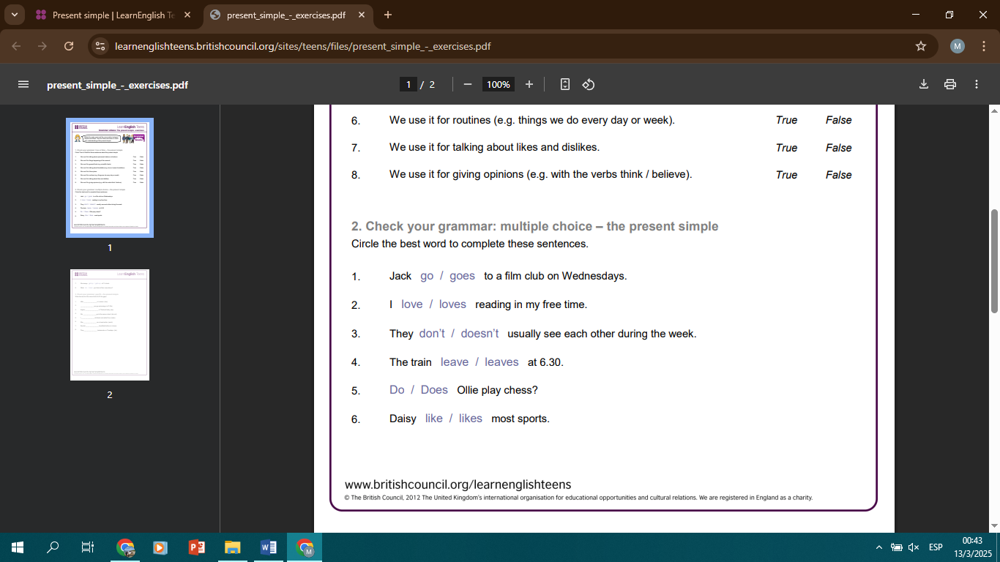 Present simple | LearnEnglish Te
present_simple_-_exercises.pdf
learnenglishteens.britishcouncil.org/sites/teens/files/present_simple_-_exercises.pdf
M
present_simple_-_exercises.pdf
1 / 2
100%
1
2
6. We use it for routines (e.g. things we do every day or week). True False
7. We use it for talking about likes and dislikes. True False
8. We use it for giving opinions (e.g. with the verbs think / believe). True False
2. Check your grammar: multiple choice – the present simple
Circle the best word to complete these sentences.
1. Jack go / goes to a film club on Wednesdays.
2. I love / loves reading in my free time.
3. They don't / doesn't usually see each other during the week.
4. The train leave / leaves at 6.30.
5. Do / Does Ollie play chess?
6. Daisy like / likes most sports.
www.britishcouncil.org/learnenglishteens
© The British Council, 2012 The United Kingdom's international organisation for educational opportunities and cultural relations. We are registered in England as a charity.
ESP
00:43
13/3/2025